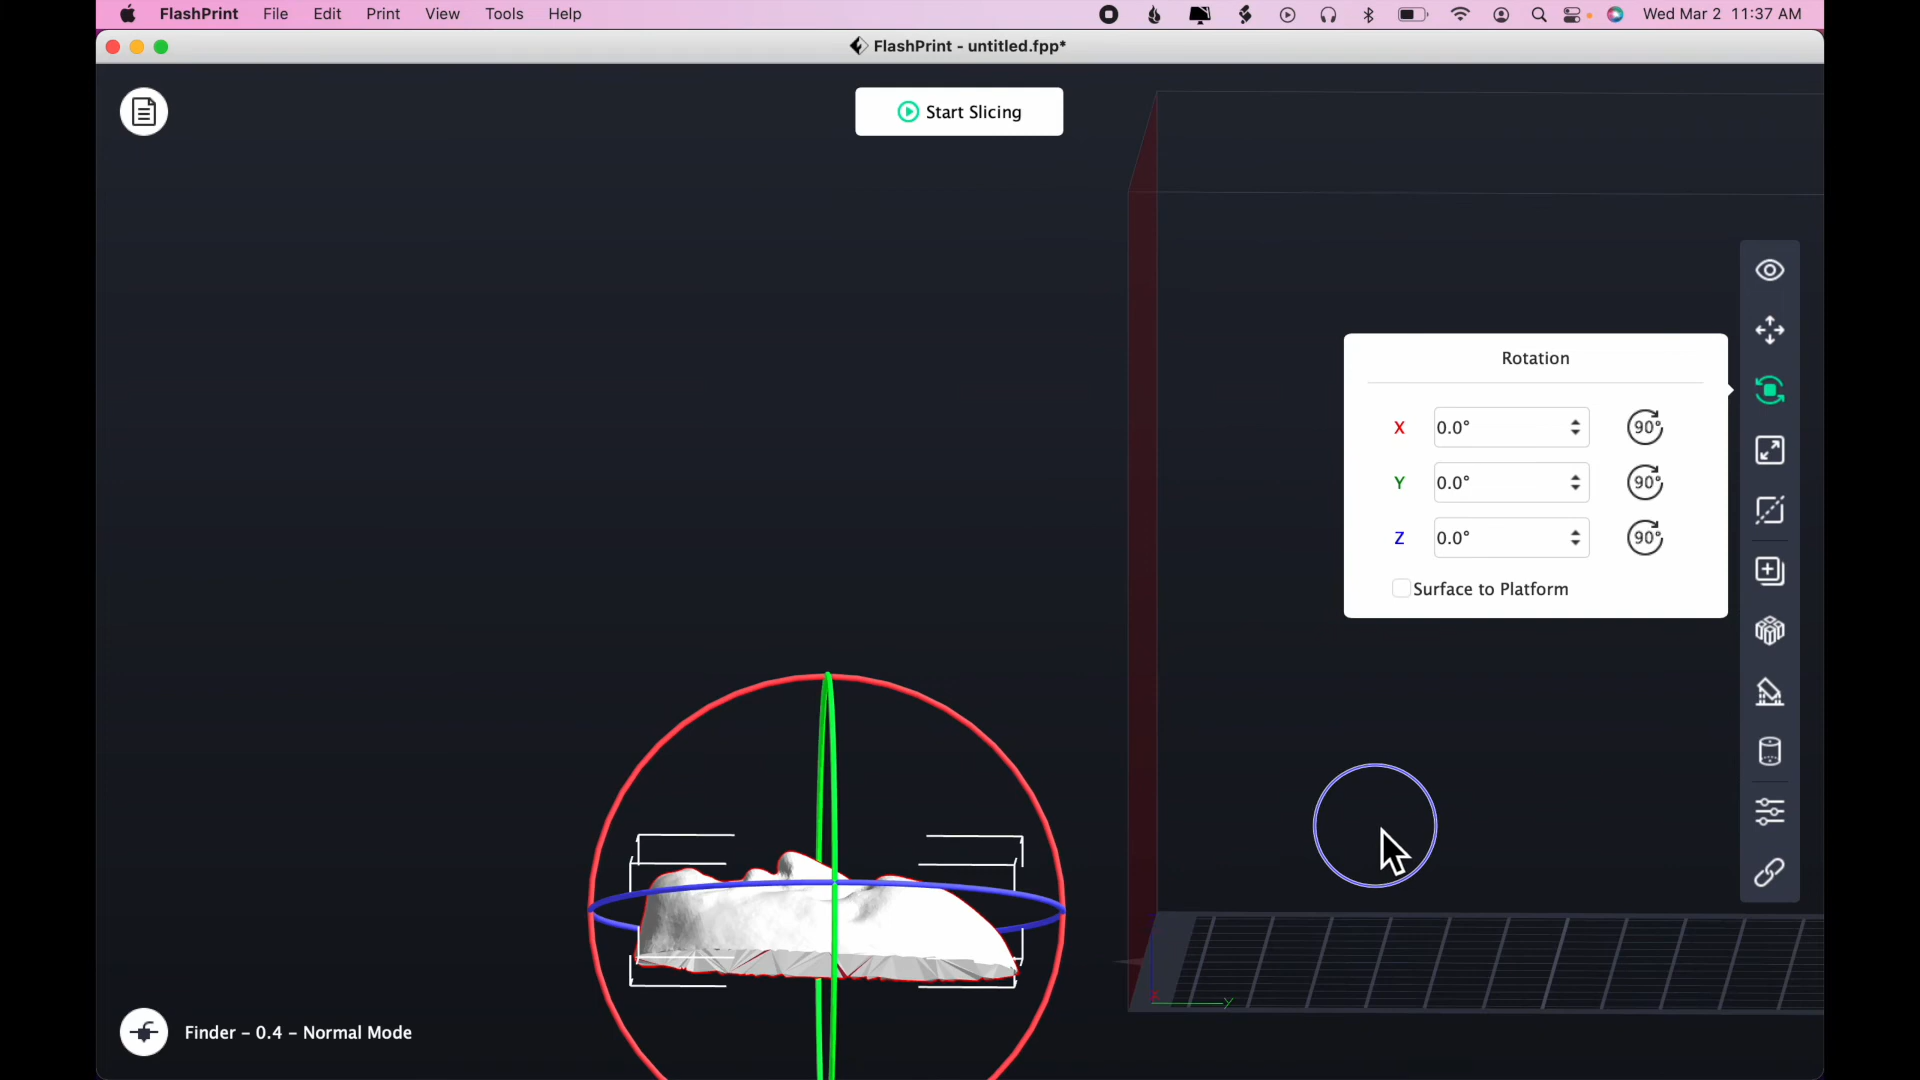 FlashPrint File Edit Print View Tools Help Wed Mar 2 11:37 AM
FlashPrint - untitled.fpp*
Start Slicing
Rotation
X 0.0° 90°
Y 0.0° 90°
Z 0.0° 90°
Surface to Platform
Y
Finder – 0.4 – Normal Mode